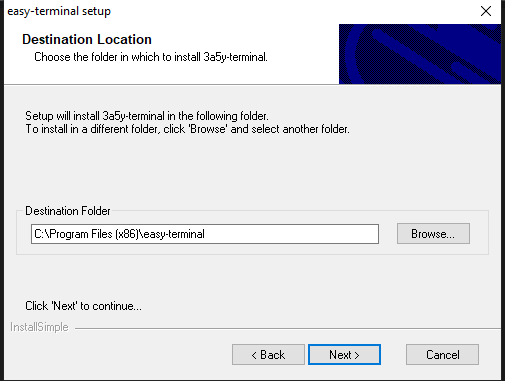 easy-terminal setup
Destination Location
Choose the folder in which to install 3a5y-terminal.
Setup will install 3a5y-terminal in the following folder.
To install in a different folder, click 'Browse' and select another folder.
Destination Folder
C:\Program Files (x86)\easy-terminal
Browse...
Click 'Next' to continue...
InstallSimple
< Back
Next >
Cancel